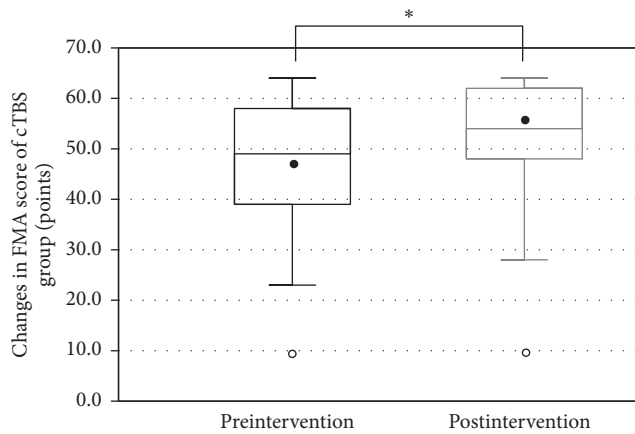 *
70.0
60.0
50.0
40.0
30.0
20.0
10.0
0.0
Changes in FMA score of cTBS
group (points)
Preintervention
Postintervention